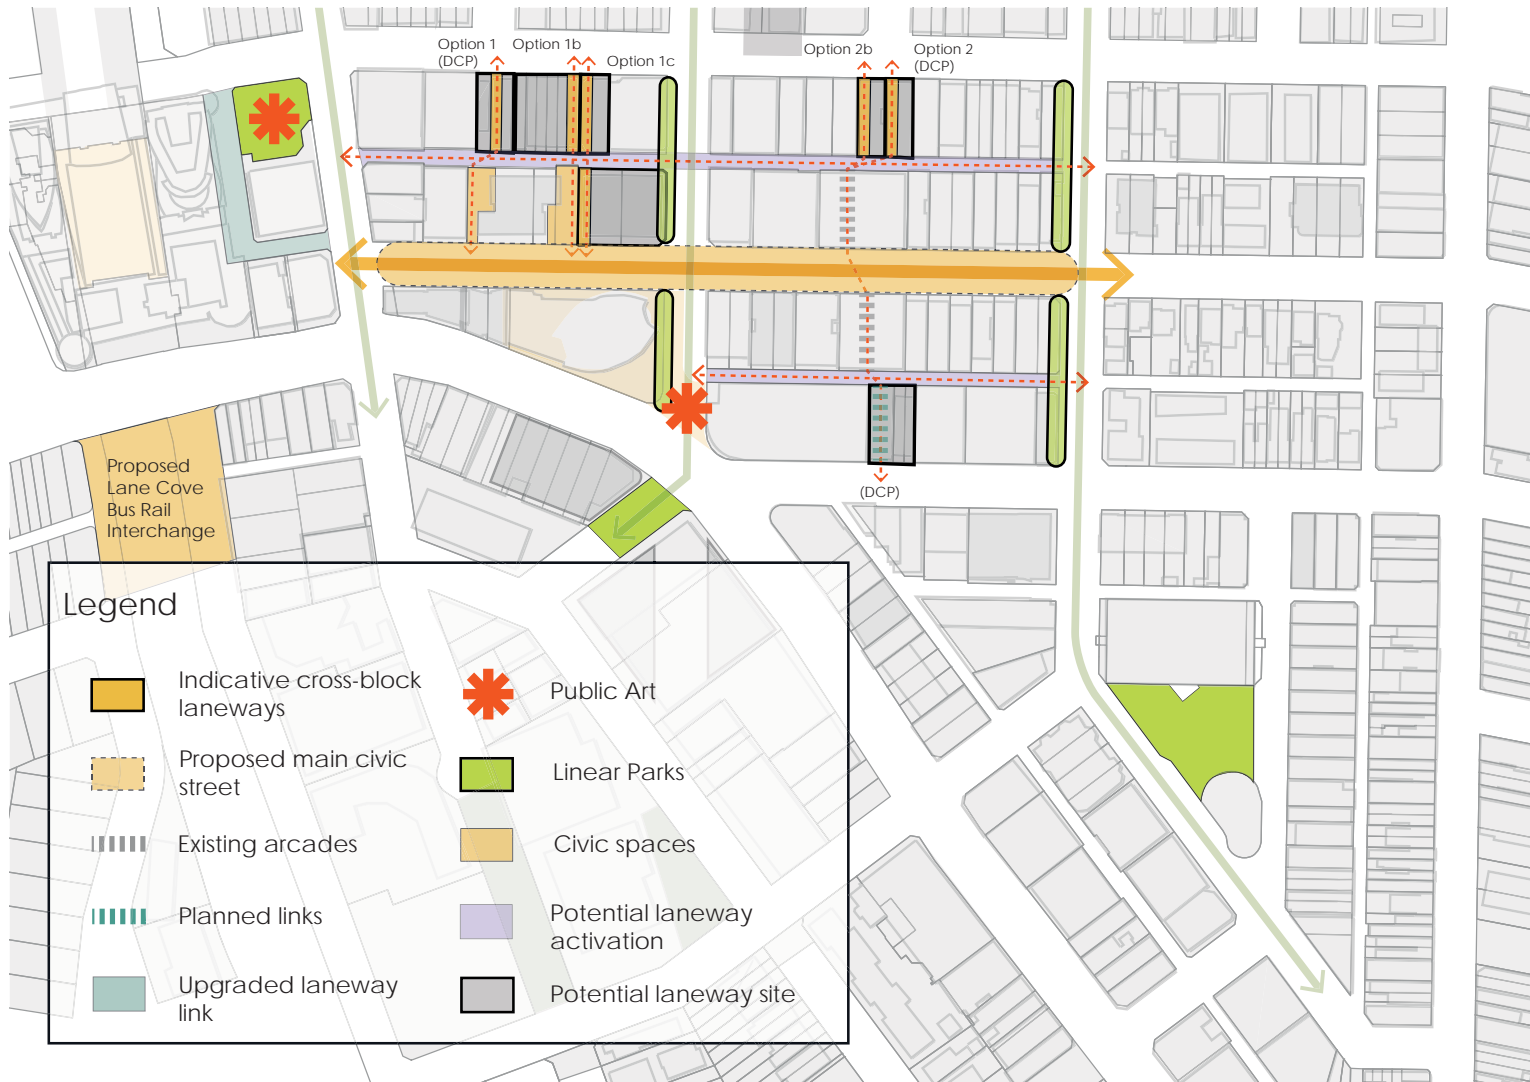 Option 1
(DCP)
Option 1b
Option 1c
Option 2b
Option 2
(DCP)
Proposed
Lane Cove
Bus Rail
Interchange
(DCP)
Legend
Indicative cross-block
laneways
Proposed main civic
street
Existing arcades
Planned links
Upgraded laneway
link
Public Art
Linear Parks
Civic spaces
Potential laneway
activation
Potential laneway site